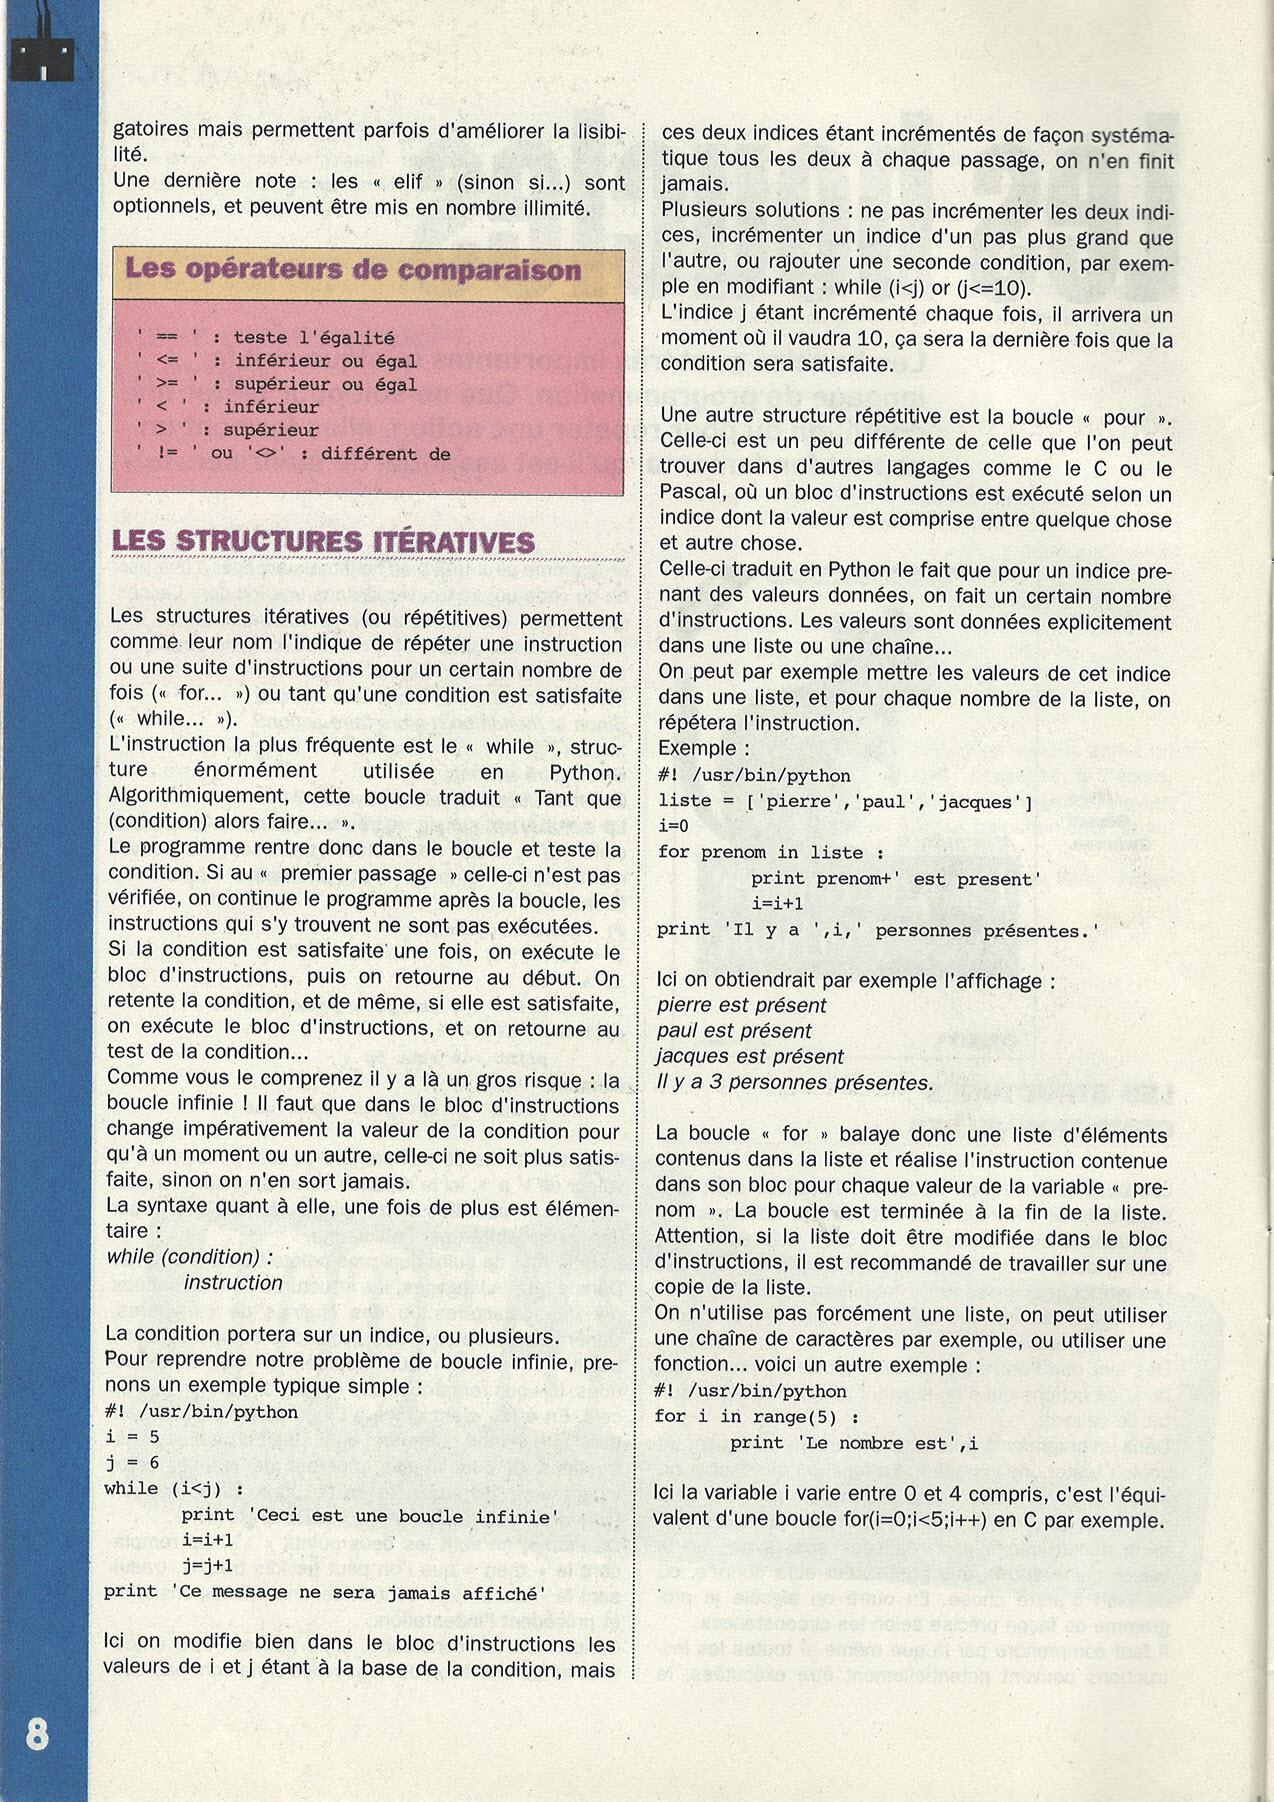 gatoires mais permettent parfois d'améliorer la lisibi-
lité.
Une dernière note : les « elif » (sinon si...) sont
optionnels, et peuvent être mis en nombre illimité.
Les opérateurs de comparaison
' == ' : teste l'égalité
' <= ' : inférieur ou égal
' >= ' : supérieur ou égal
' < ' : inférieur
' > ' : supérieur
' != ' ou '<>' : différent de
LES STRUCTURES ITÉRATIVES
Les structures itératives (ou répétitives) permettent
comme leur nom l'indique de répéter une instruction
ou une suite d'instructions pour un certain nombre de
fois (« for... ») ou tant qu'une condition est satisfaite
(« while... »).
L'instruction la plus fréquente est le « while », struc-
ture énormément utilisée en Python.
Algorithmiquement, cette boucle traduit « Tant que
(condition) alors faire... ».
Le programme rentre donc dans le boucle et teste la
condition. Si au « premier passage » celle-ci n'est pas
vérifiée, on continue le programme après la boucle, les
instructions qui s'y trouvent ne sont pas exécutées.
Si la condition est satisfaite une fois, on exécute le
bloc d'instructions, puis on retourne au début. On
retente la condition, et de même, si elle est satisfaite,
on exécute le bloc d'instructions, et on retourne au
test de la condition...
Comme vous le comprenez il y a là un gros risque : la
boucle infinie ! Il faut que dans le bloc d'instructions
change impérativement la valeur de la condition pour
qu'à un moment ou un autre, celle-ci ne soit plus satis-
faite, sinon on n'en sort jamais.
La syntaxe quant à elle, une fois de plus est élémen-
taire :
while (condition) :
instruction
La condition portera sur un indice, ou plusieurs.
Pour reprendre notre problème de boucle infinie, pre-
nons un exemple typique simple :
#! /usr/bin/python
i = 5
j = 6
while (i<j) :
print 'Ceci est une boucle infinie'
i=i+1
j=j+1
print 'Ce message ne sera jamais affiché'
Ici on modifie bien dans le bloc d'instructions les
valeurs de i et j étant à la base de la condition, mais
ces deux indices étant incrémentés de façon systéma-
tique tous les deux à chaque passage, on n'en finit
jamais.
Plusieurs solutions : ne pas incrémenter les deux indi-
ces, incrémenter un indice d'un pas plus grand que
l'autre, ou rajouter une seconde condition, par exem-
ple en modifiant : while (i<j) or (j<=10).
L'indice j étant incrémenté chaque fois, il arrivera un
moment où il vaudra 10, ça sera la dernière fois que la
condition sera satisfaite.
Une autre structure répétitive est la boucle « pour ».
Celle-ci est un peu différente de celle que l'on peut
trouver dans d'autres langages comme le C ou le
Pascal, où un bloc d'instructions est exécuté selon un
indice dont la valeur est comprise entre quelque chose
et autre chose.
Celle-ci traduit en Python le fait que pour un indice pre-
nant des valeurs données, on fait un certain nombre
d'instructions. Les valeurs sont données explicitement
dans une liste ou une chaîne...
On peut par exemple mettre les valeurs de cet indice
dans une liste, et pour chaque nombre de la liste, on
répétera l'instruction.
Exemple :
#! /usr/bin/python
liste = ['pierre','paul','jacques']
i=0
for prenom in liste :
print prenom+' est present'
i=i+1
print 'Il y a ',i,' personnes présentes.'
Ici on obtiendrait par exemple l'affichage :
pierre est présent
paul est présent
jacques est présent
Il y a 3 personnes présentes.
La boucle « for » balaye donc une liste d'éléments
contenus dans la liste et réalise l'instruction contenue
dans son bloc pour chaque valeur de la variable « pre-
nom ». La boucle est terminée à la fin de la liste.
Attention, si la liste doit être modifiée dans le bloc
d'instructions, il est recommandé de travailler sur une
copie de la liste.
On n'utilise pas forcément une liste, on peut utiliser
une chaîne de caractères par exemple, ou utiliser une
fonction... voici un autre exemple :
#! /usr/bin/python
for i in range(5) :
print 'Le nombre est',i
Ici la variable i varie entre 0 et 4 compris, c'est l'équi-
valent d'une boucle for(i=0;i<5;i++) en C par exemple.
8